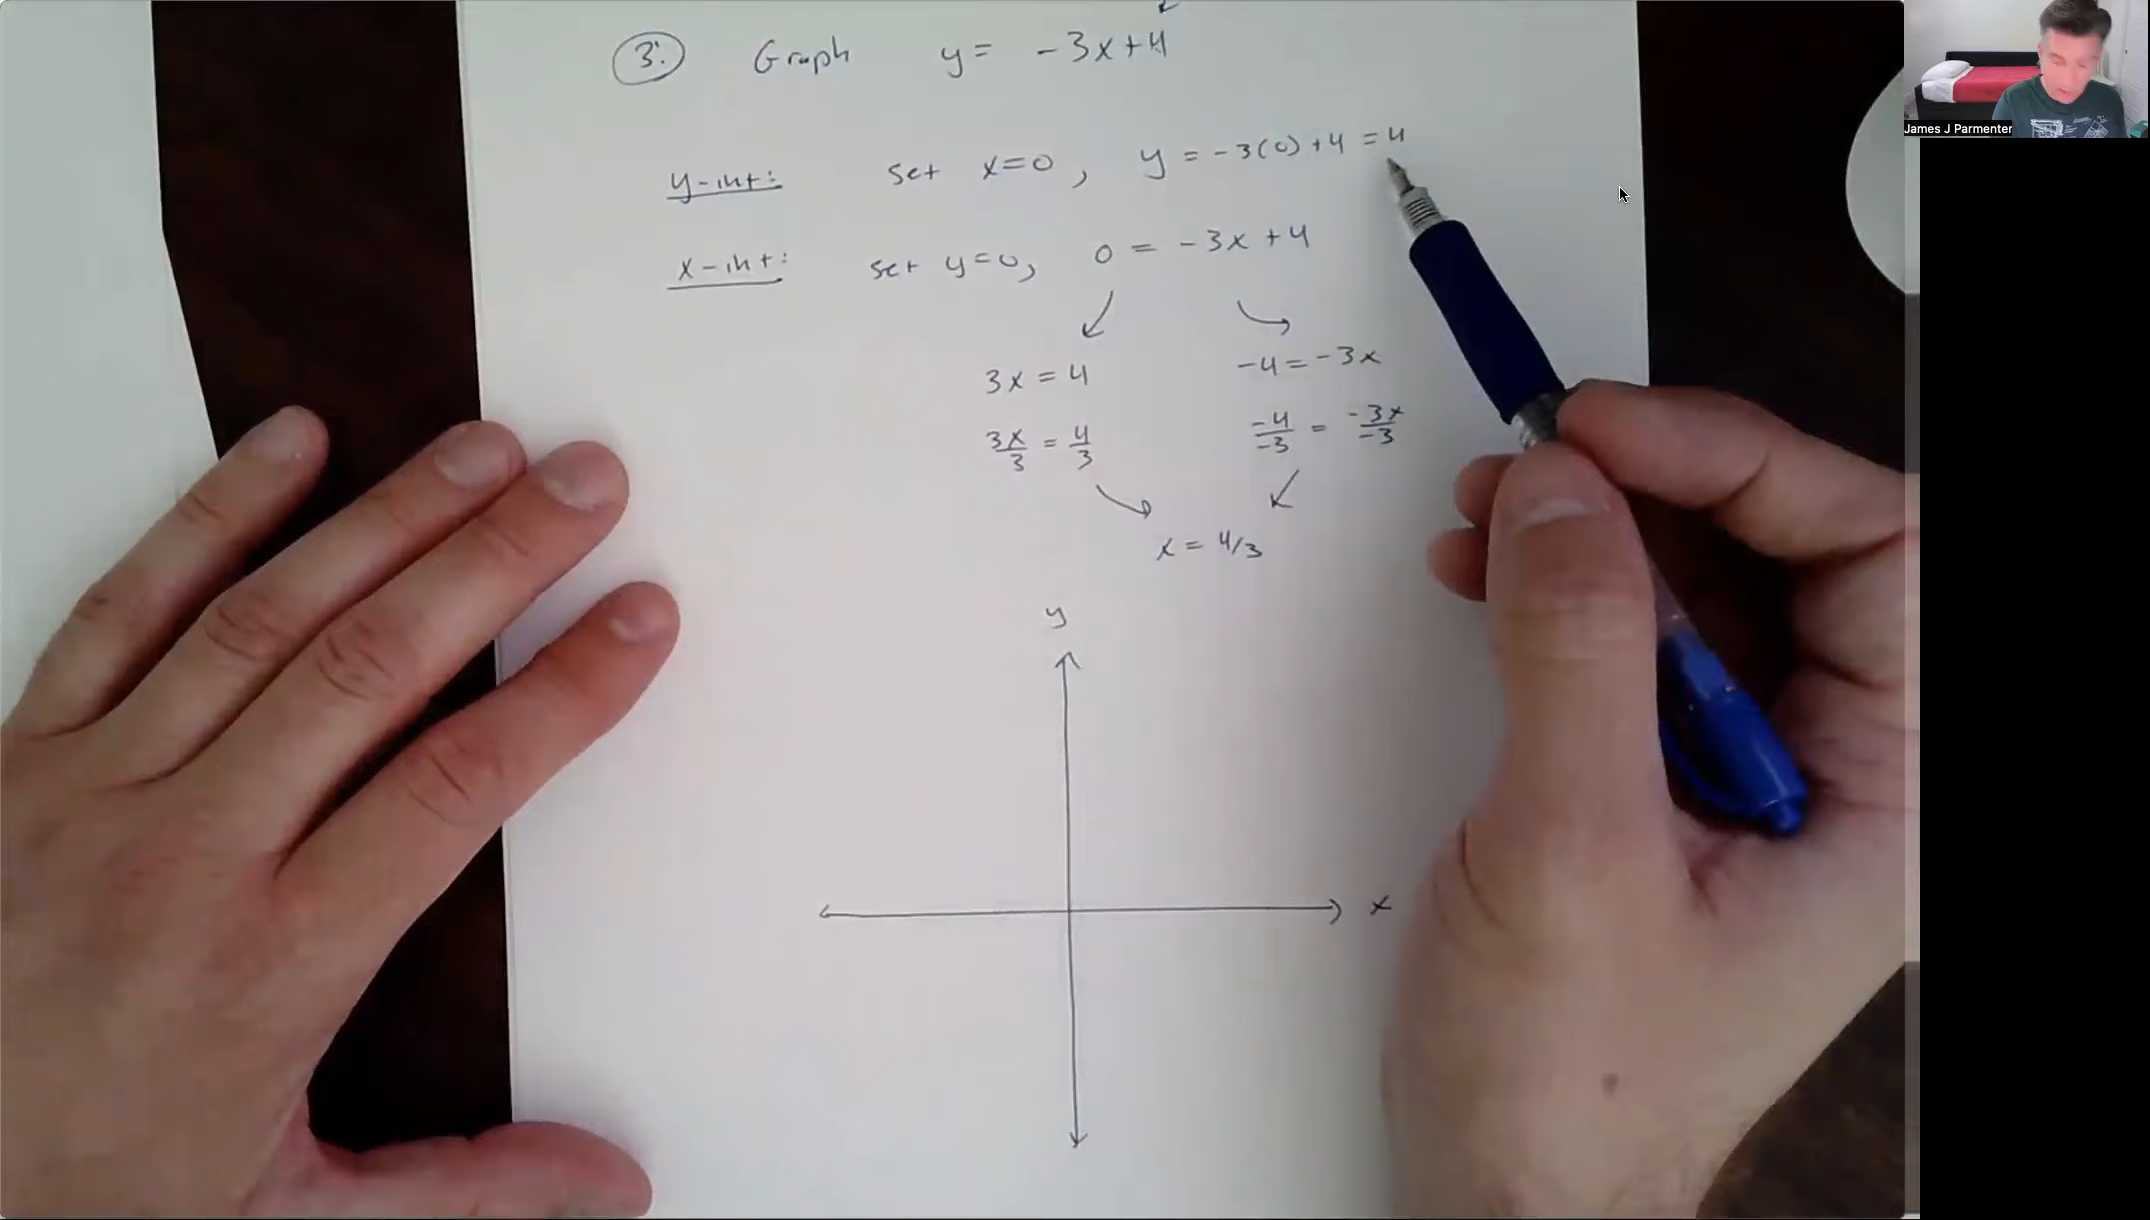 3. Graph y = -3x+4
y-int: set x=0, y = -3(0)+4 = 4
x-int: set y=0, 0 = -3x+4
3x = 4 -4 = -3x
3x/3 = 4/3 -4/-3 = -3x/-3
x = 4/3
y
x
James J Parmenter